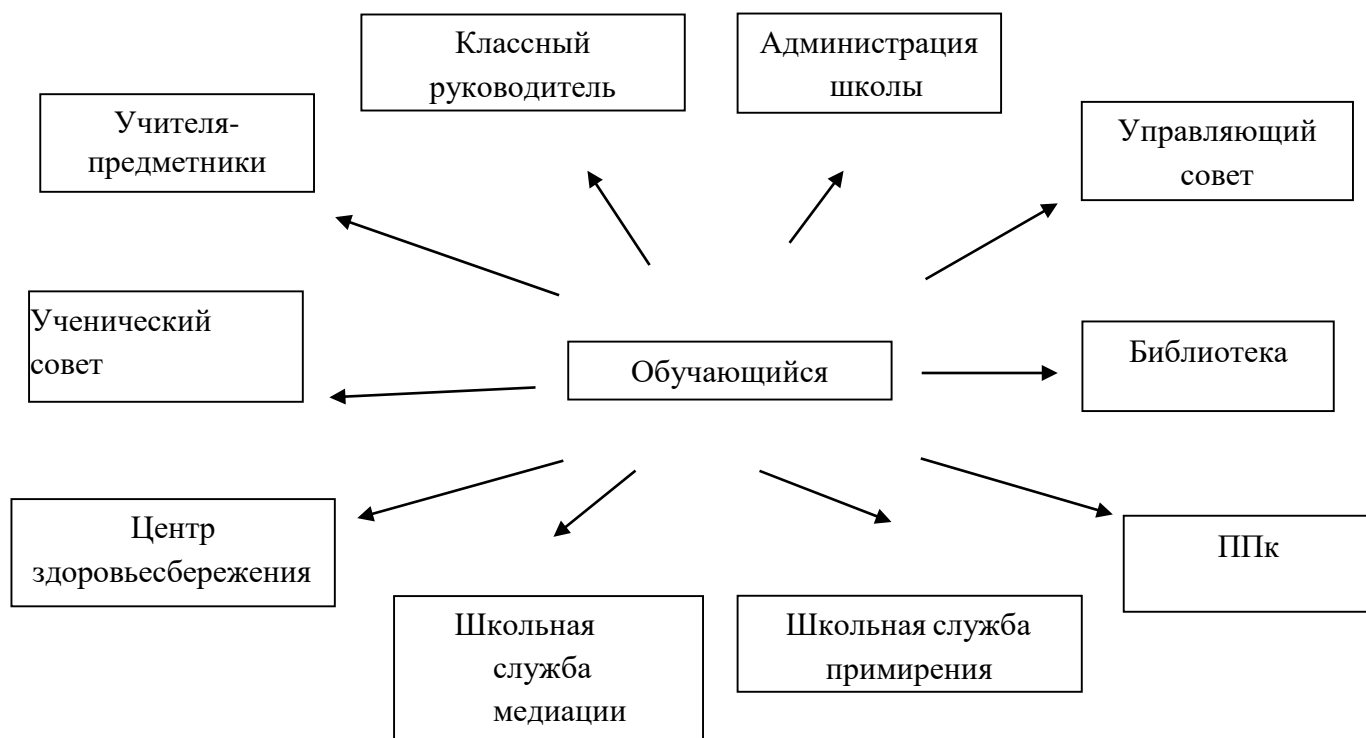 Классный
руководитель
Администрация
школы
Учителя-
предметники
Управляющий
совет
Ученический
совет
Обучающийся
Библиотека
Центр
здоровьесбережения
ППк
Школьная
служба
медиации
Школьная служба
примирения